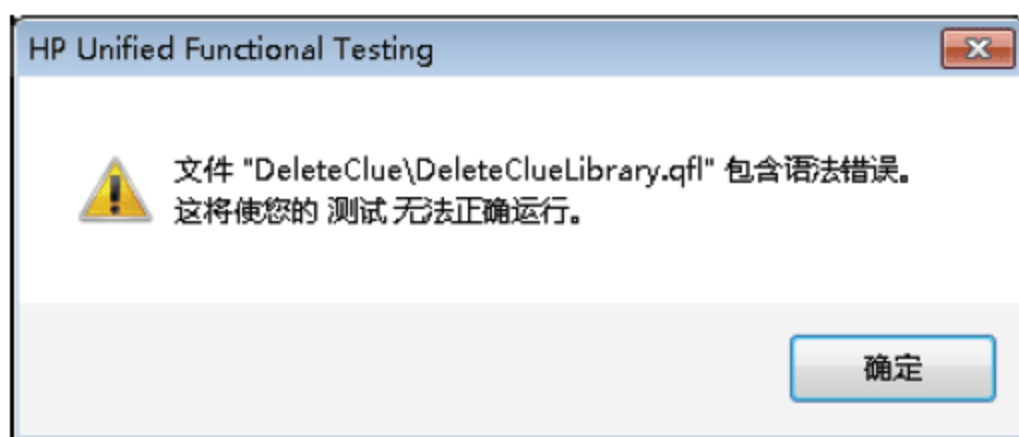 HP Unified Functional Testing
文件 "DeleteClue\DeleteClueLibrary.qfl" 包含语法错误。
这将使您的 测试 无法正确运行。
确定